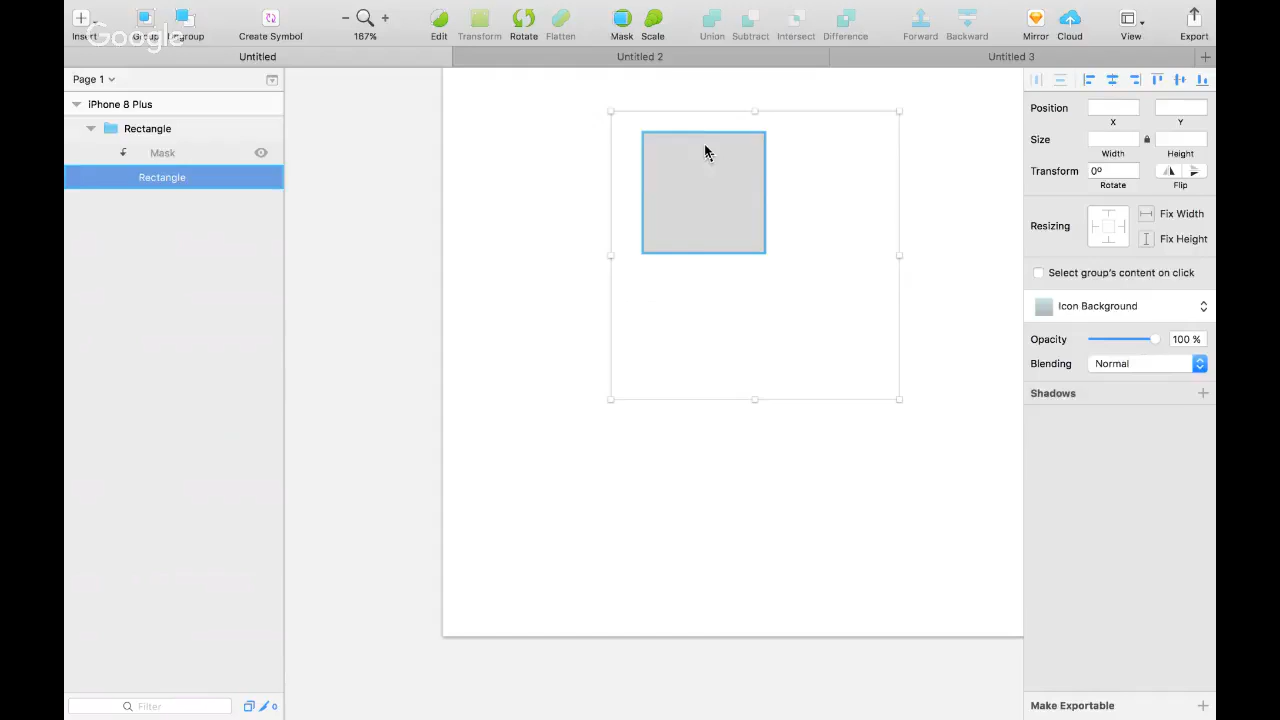 Insert Group Ungroup Create Symbol 167% Edit Transform Rotate Flatten Mask Scale Union Subtract Intersect Difference Forward Backward Mirror Cloud View Export
Google
Untitled Untitled 2 Untitled 3
Page 1
iPhone 8 Plus
Rectangle
Mask
Rectangle
Filter
0
Position
X Y
Size
Width Height
Transform 0º
Rotate Flip
Resizing Fix Width
Fix Height
Select group's content on click
Icon Background
Opacity 100 %
Blending Normal
Shadows
Make Exportable